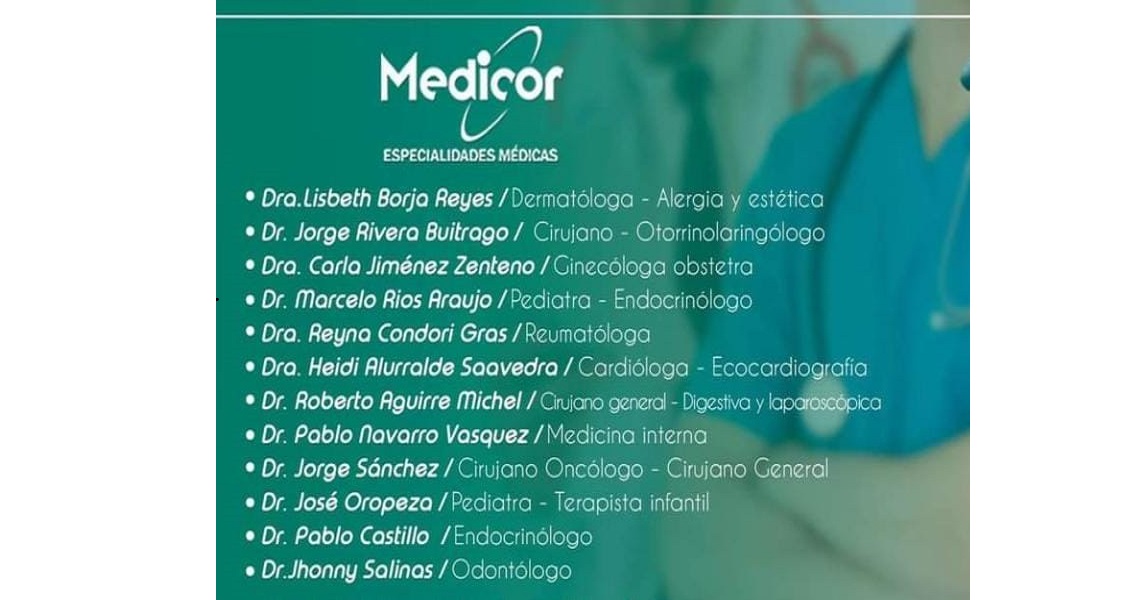 Medicor
ESPECIALIDADES MÉDICAS
• Dra.Lisbeth Borja Reyes / Dermatóloga - Alergia y estética
• Dr. Jorge Rivera Buitrago / Cirujano - Otorrinolaringólogo
• Dra. Carla Jiménez Zenteno / Ginecóloga obstetra
• Dr. Marcelo Rios Araujo / Pediatra - Endocrinólogo
• Dra. Reyna Condori Gras / Reumatóloga
• Dra. Heidi Alurralde Saavedra / Cardióloga - Ecocardiografía
• Dr. Roberto Aguirre Michel / Cirujano general - Digestiva y laparoscópica
• Dr. Pablo Navarro Vasquez / Medicina interna
• Dr. Jorge Sánchez / Cirujano Oncólogo - Cirujano General
• Dr. José Oropeza / Pediatra - Terapista infantil
• Dr. Pablo Castillo / Endocrinólogo
• Dr.Jhonny Salinas / Odontólogo